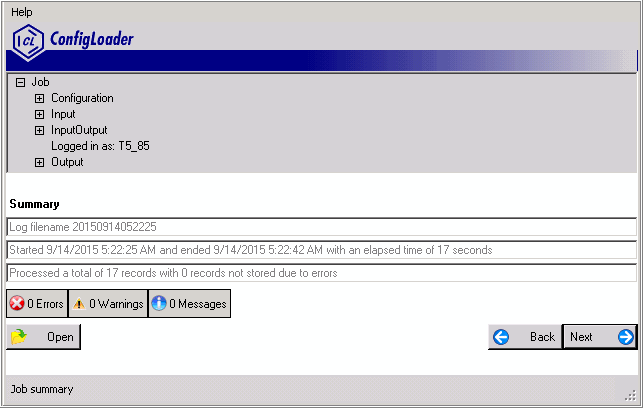 Help
ICL ConfigLoader
Job
Configuration
Input
InputOutput
Logged in as: T5_85
Output
Summary
Log filename 20150914052225
Started 9/14/2015 5:22:25 AM and ended 9/14/2015 5:22:42 AM with an elapsed time of 17 seconds
Processed a total of 17 records with 0 records not stored due to errors
0 Errors 0 Warnings 0 Messages
Open Back Next
Job summary